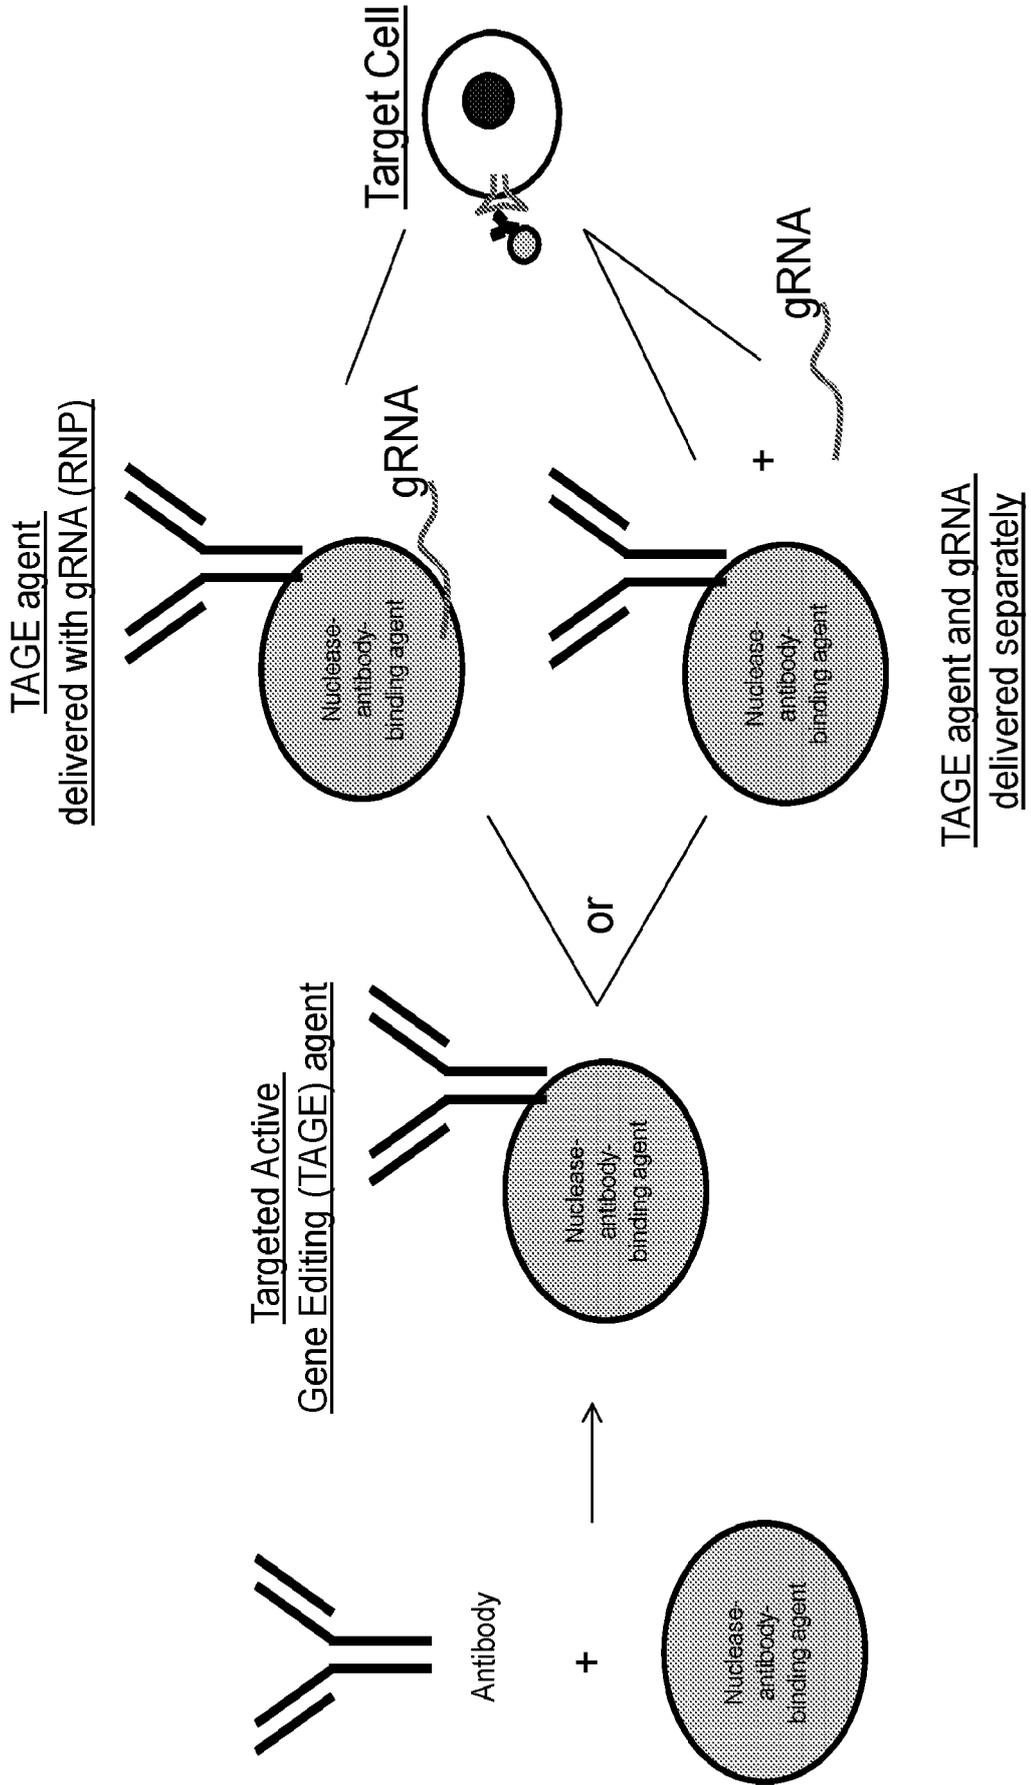 Antibody
+
Nuclease-
antibody-
binding agent
Targeted Active
Gene Editing (TAGE) agent
Nuclease-
antibody-
binding agent
or
TAGE agent
delivered with gRNA (RNP)
Nuclease-
antibody-
binding agent
gRNA
Nuclease-
antibody-
binding agent
+
gRNA
TAGE agent and gRNA
delivered separately
Target Cell